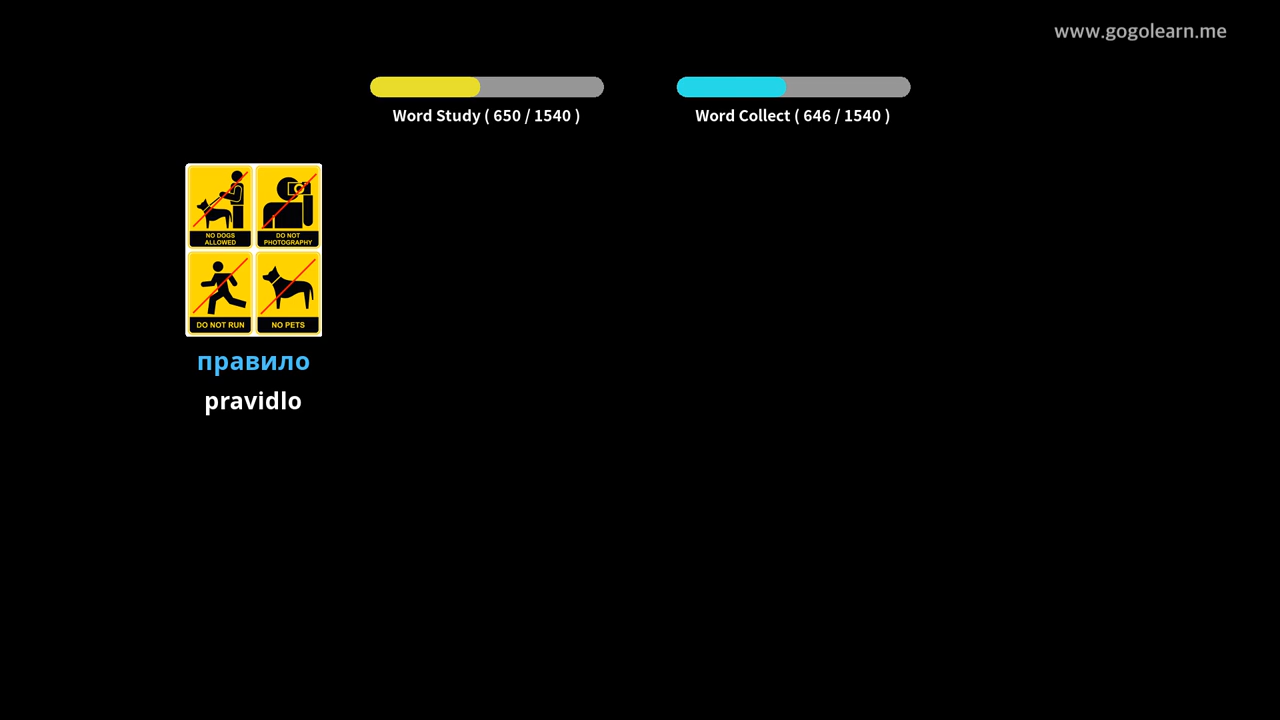 www.gogolearn.me
Word Study ( 650 / 1540 )
Word Collect ( 646 / 1540 )
NO DOGS
ALLOWED
DO NOT
PHOTOGRAPHY
DO NOT RUN
NO PETS
правило
pravidlo